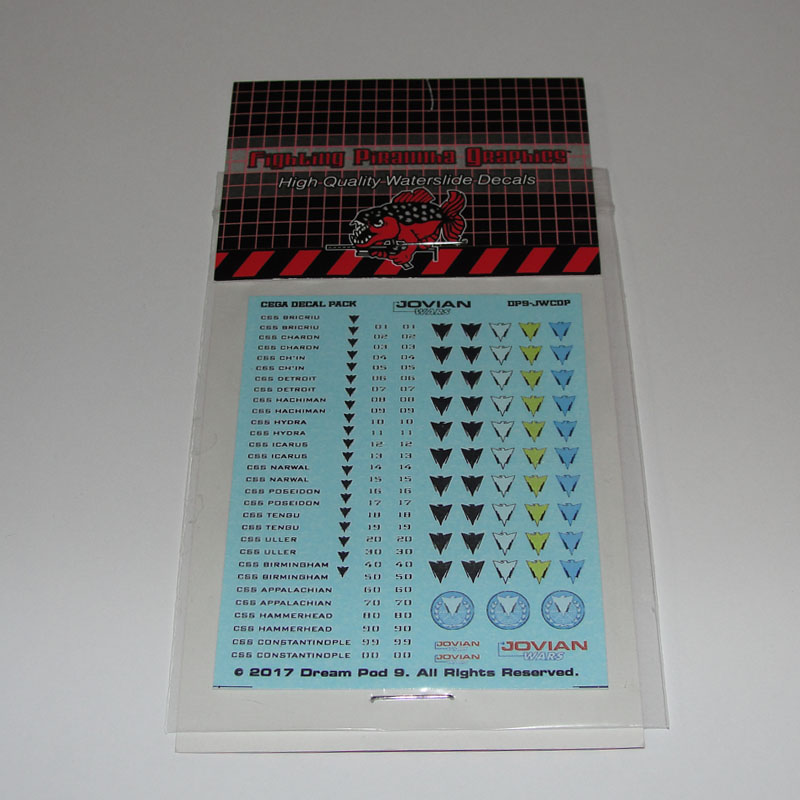 Fighting Piranha Graphics
High-Quality Waterslide Decals
CEGA DECAL PACK JOVIAN WARS DP9-JWCDP
CSS BRICRIU
CSS BRICRIU 01 01
CSS CHARON 02 02
CSS CHARON 03 03
CSS CH'IN 04 04
CSS CH'IN 05 05
CSS DETROIT 06 06
CSS DETROIT 07 07
CSS HACHIMAN 08 08
CSS HACHIMAN 09 09
CSS HYDRA 10 10
CSS HYDRA 11 11
CSS ICARUS 12 12
CSS ICARUS 13 13
CSS NARWAL 14 14
CSS NARWAL 15 15
CSS POSEIDON 16 16
CSS POSEIDON 17 17
CSS TENGU 18 18
CSS TENGU 19 19
CSS ULLER 20 20
CSS ULLER 30 30
CSS BIRMINGHAM 40 40
CSS BIRMINGHAM 50 50
CSS APPALACHIAN 60 60
CSS APPALACHIAN 70 70
CSS HAMMERHEAD 80 80
CSS HAMMERHEAD 90 90
CSS CONSTANTINOPLE 99 99
CSS CONSTANTINOPLE 00 00
JOVIAN
JOVIAN
JOVIAN
WARS
© 2017 Dream Pod 9. All Rights Reserved.